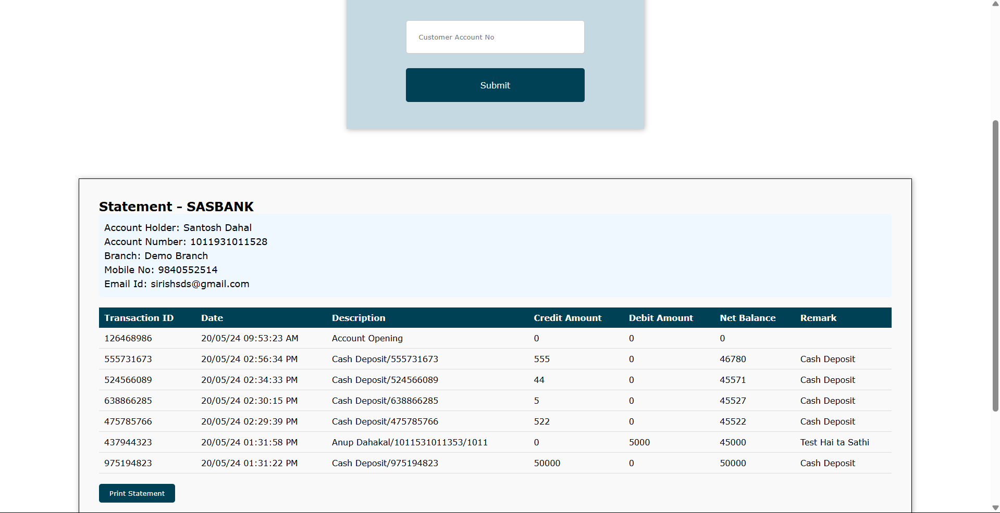 Customer Account No
Submit
Statement - SASBANK
Account Holder: Santosh Dahal
Account Number: 1011931011528
Branch: Demo Branch
Mobile No: 9840552514
Email Id: sirishsds@gmail.com
Transaction ID Date Description Credit Amount Debit Amount Net Balance Remark
126468986 20/05/24 09:53:23 AM Account Opening 0 0 0
555731673 20/05/24 02:56:34 PM Cash Deposit/555731673 555 0 46780 Cash Deposit
524566089 20/05/24 02:34:33 PM Cash Deposit/524566089 44 0 45571 Cash Deposit
638866285 20/05/24 02:30:15 PM Cash Deposit/638866285 5 0 45527 Cash Deposit
475785766 20/05/24 02:29:39 PM Cash Deposit/475785766 522 0 45522 Cash Deposit
437944323 20/05/24 01:31:58 PM Anup Dahakal/1011531011353/1011 0 5000 45000 Test Hai ta Sathi
975194823 20/05/24 01:31:22 PM Cash Deposit/975194823 50000 0 50000 Cash Deposit
Print Statement